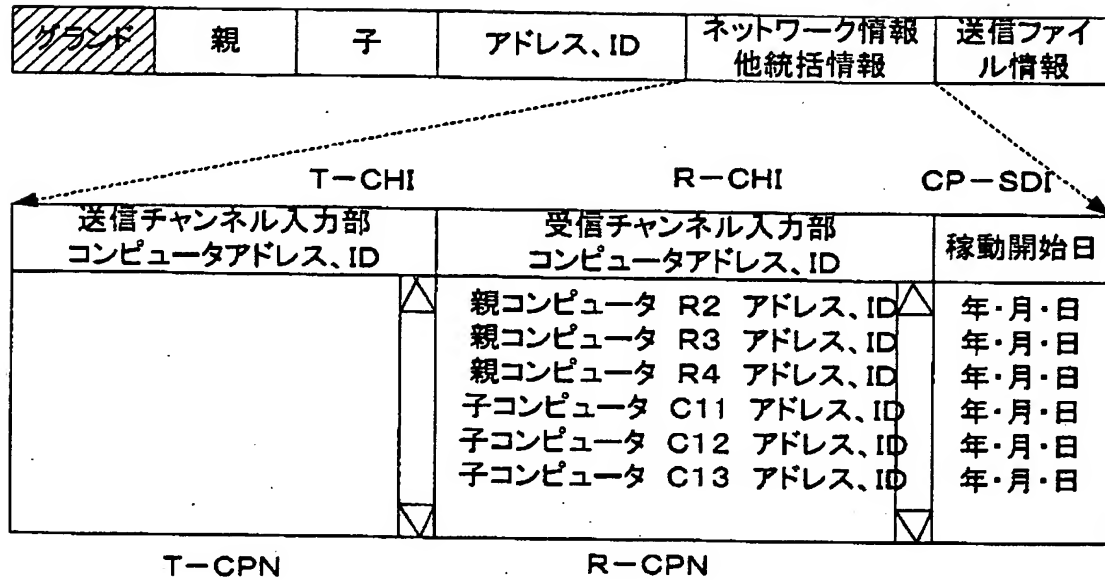 グランド 親 子 アドレス、ID ネットワーク情報 他統括情報 送信ファイル情報
T-CHI R-CHI CP-SDI
送信チャンネル入力部
コンピュータアドレス、ID
受信チャンネル入力部
コンピュータアドレス、ID
稼動開始日
親コンピュータ R2 アドレス、ID 年・月・日
親コンピュータ R3 アドレス、ID 年・月・日
親コンピュータ R4 アドレス、ID 年・月・日
子コンピュータ C11 アドレス、ID 年・月・日
子コンピュータ C12 アドレス、ID 年・月・日
子コンピュータ C13 アドレス、ID 年・月・日
T-CPN R-CPN